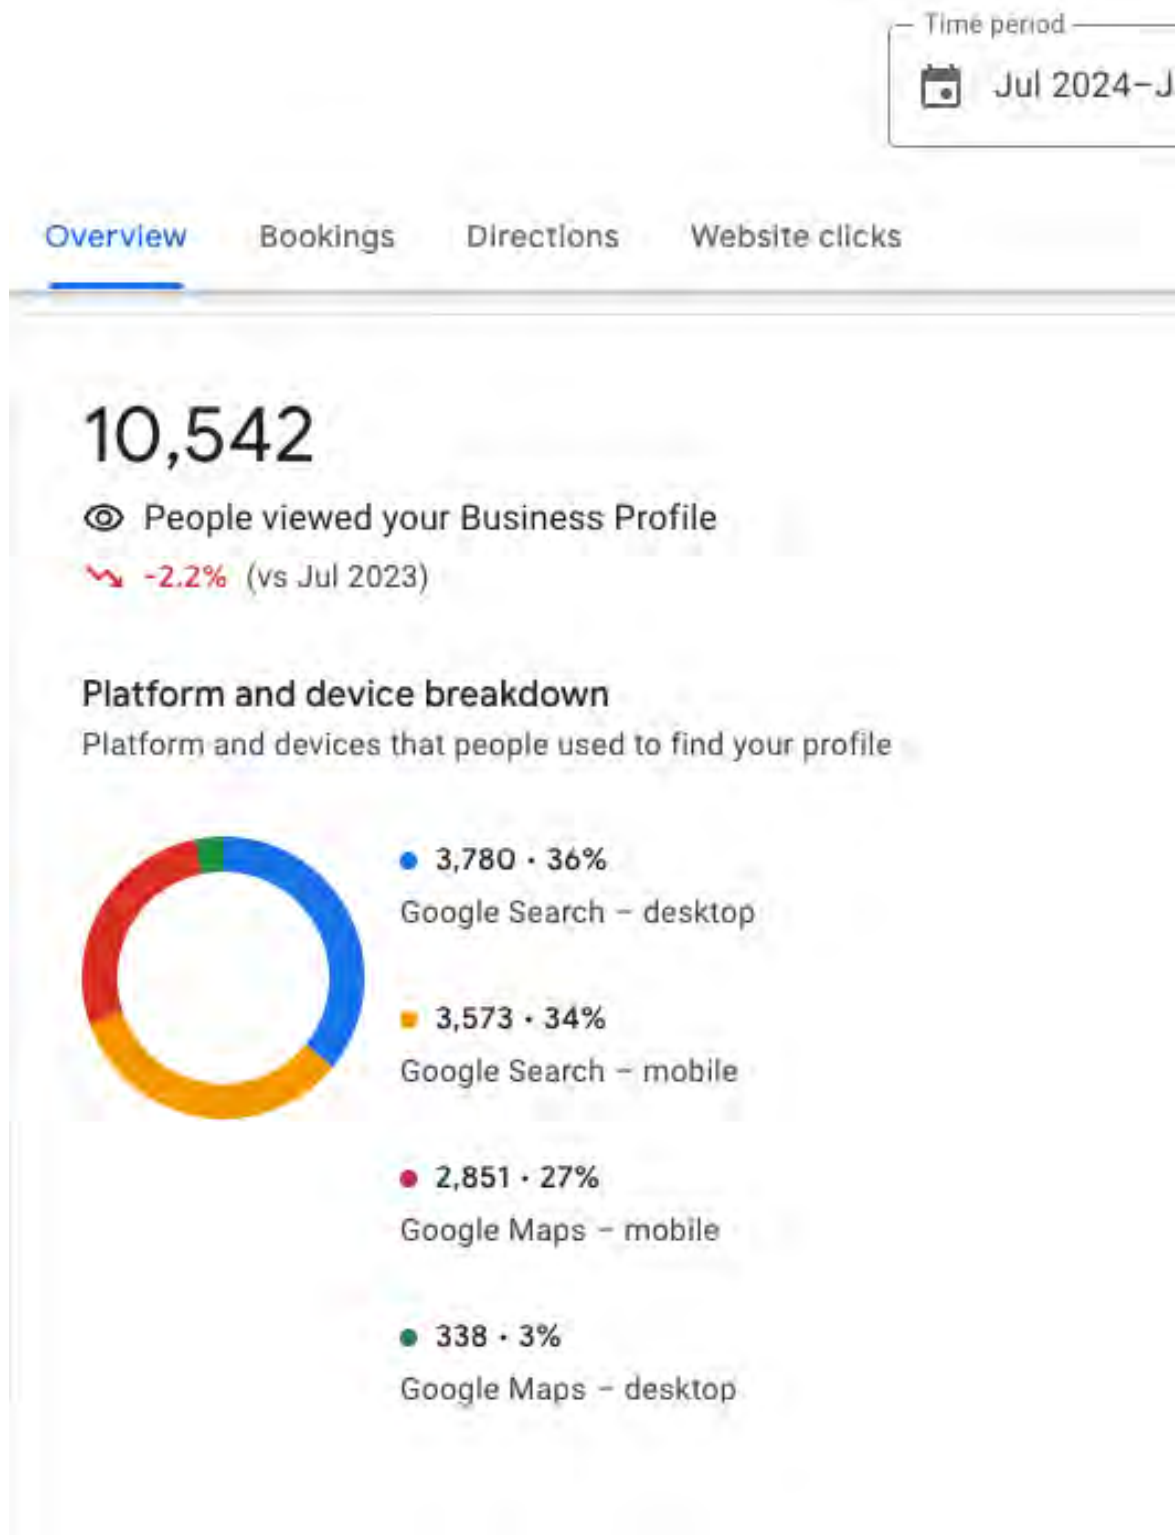 Time period
Jul 2024–J
Overview Bookings Directions Website clicks
10,542
People viewed your Business Profile
-2.2% (vs Jul 2023)
Platform and device breakdown
Platform and devices that people used to find your profile
3,780 · 36%
Google Search – desktop
3,573 · 34%
Google Search – mobile
2,851 · 27%
Google Maps – mobile
338 · 3%
Google Maps – desktop